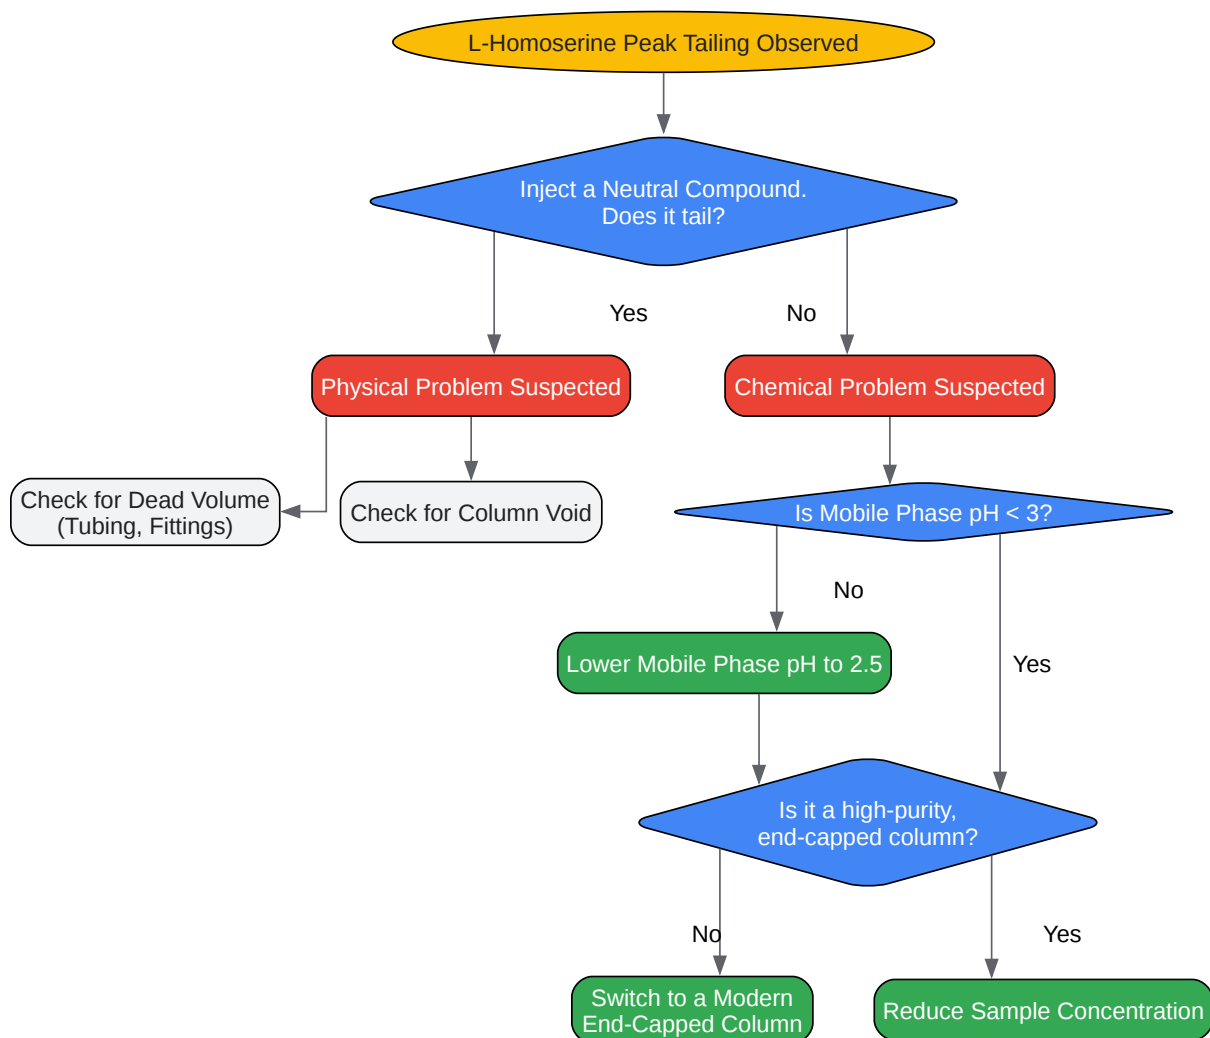 L-Homoserine Peak Tailing Observed
Inject a Neutral Compound.
Does it tail?
Yes
No
Physical Problem Suspected
Chemical Problem Suspected
Check for Dead Volume
(Tubing, Fittings)
Check for Column Void
Is Mobile Phase pH < 3?
No
Lower Mobile Phase pH to 2.5
Yes
Is it a high-purity,
end-capped column?
No
Yes
Switch to a Modern
End-Capped Column
Reduce Sample Concentration